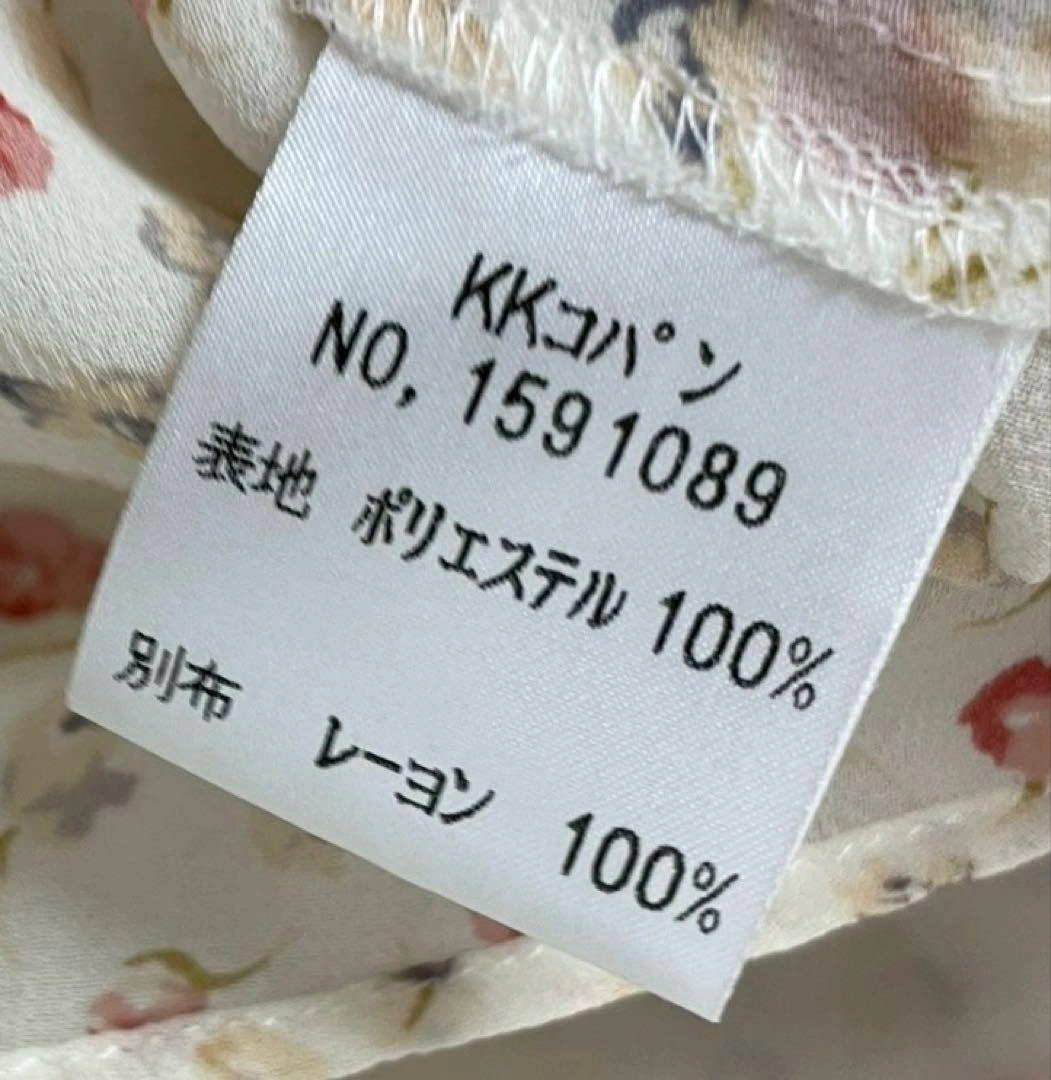 KKコパン
NO, 1591089
表地 ポリエステル 100%
別布 レーヨン 100%